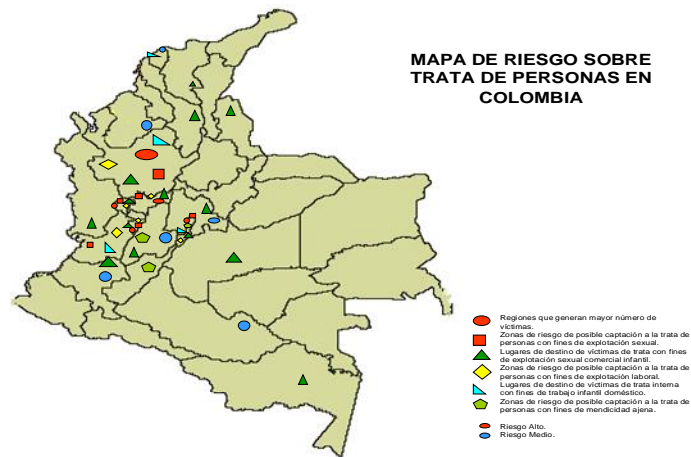 MAPA DE RIESGO SOBRE
TRATA DE PERSONAS EN
COLOMBIA
Regiones que generan mayor número de
víctimas.
Zonas de riesgo de posible captación a la trata de
personas con fines de explotación sexual.
Lugares de destino de víctimas de trata con fines
de explotación sexual comercial infantil.
Zonas de riesgo de posible captación a la trata de
personas con fines de explotación laboral.
Lugares de destino de víctimas de trata interna
con fines de trabajo infantil doméstico.
Zonas de riesgo de posible captación a la trata de
personas con fines de mendicidad ajena.
Riesgo Alto.
Riesgo Medio.